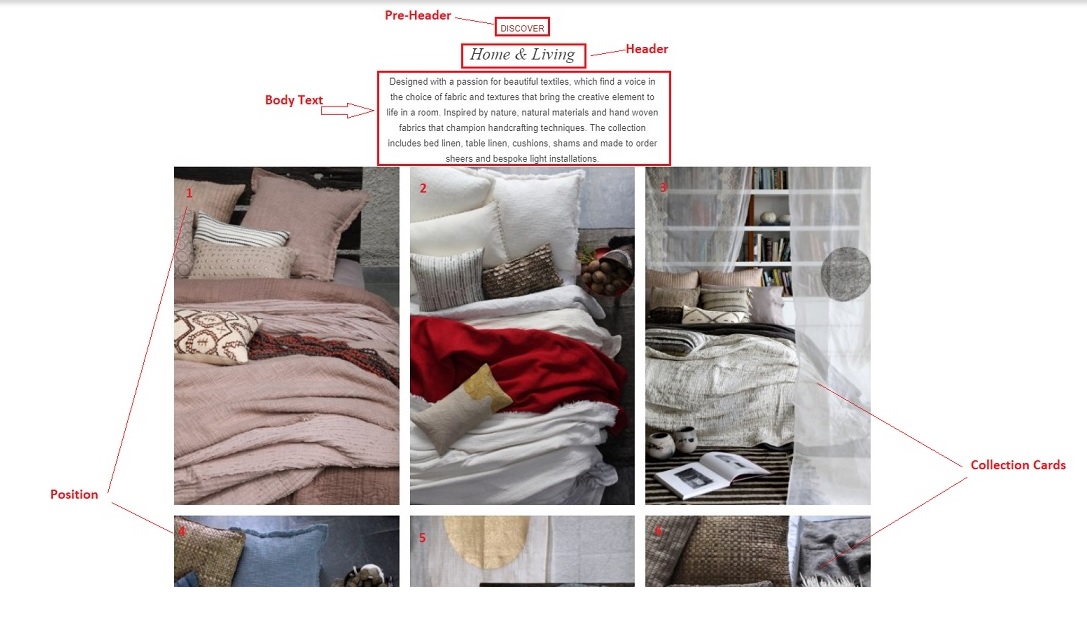 Pre-Header
DISCOVER
Home & Living
Header
Body Text
Designed with a passion for beautiful textiles, which find a voice in
the choice of fabric and textures that bring the creative element to
life in a room. Inspired by nature, natural materials and hand woven
fabrics that champion handcrafting techniques. The collection
includes bed linen, table linen, cushions, shams and made to order
sheers and bespoke light installations.
1
2
3
Collection Cards
Position
4
5
6